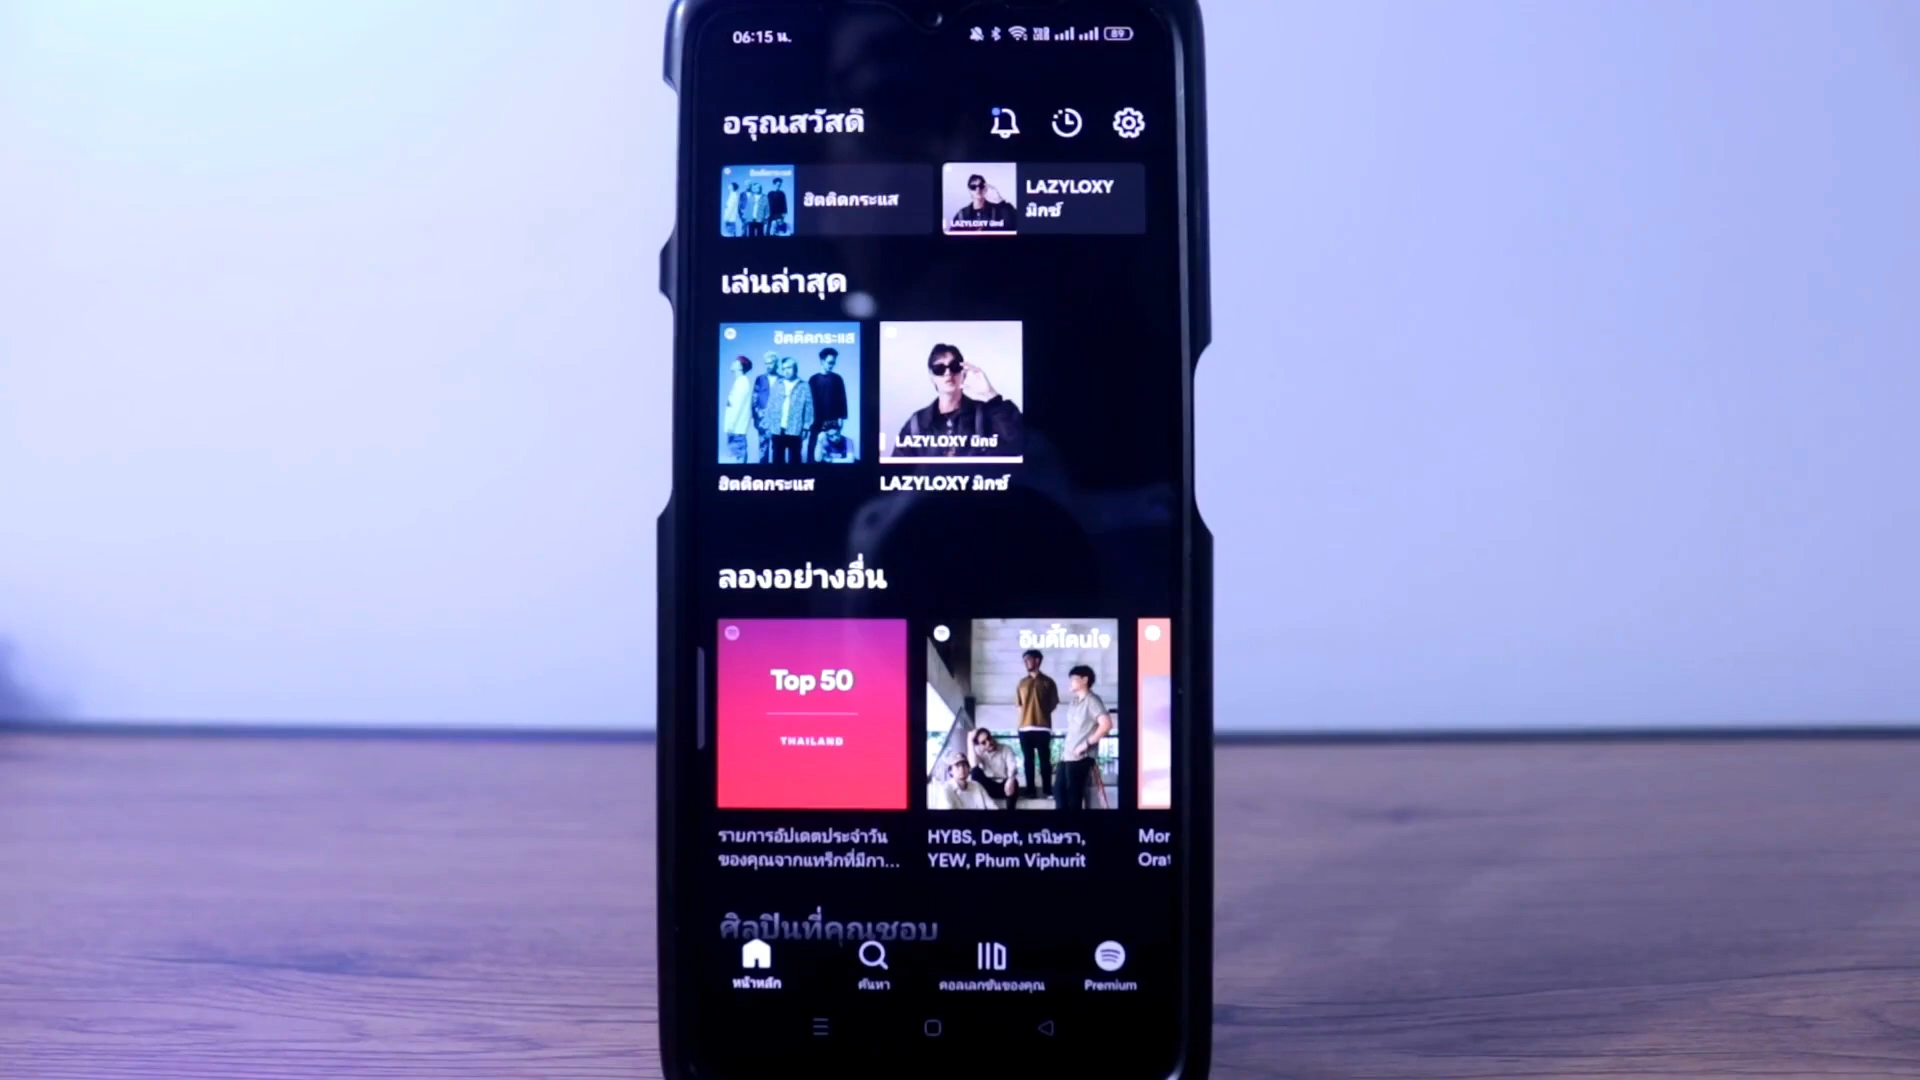 06:15 น.
89
อรุณสวัสดิ์
ฮิตติดกระแส
LAZYLOXY
มิกซ์
LAZYLOXY มิกซ์
เล่นล่าสุด
ฮิตติดกระแส
LAZYLOXY มิกซ์
ฮิตติดกระแส
LAZYLOXY มิกซ์
ลองอย่างอื่น
Top 50
THAILAND
อินดี้โดนใจ
รายการอัปเดตประจำวัน
ของคุณจากแทร็กที่มีกา...
HYBS, Dept, เรนิษรา,
YEW, Phum Viphurit
Mor
Orat
ศิลปินที่คุณชอบ
หน้าหลัก
ค้นหา
คอลเลกชันของคุณ
Premium